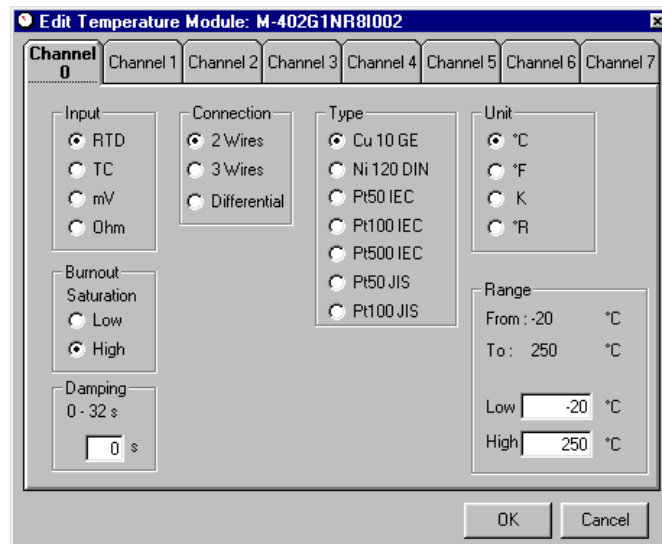 Edit Temperature Module: M-402G1NR8I002
Channel 0
Channel 1
Channel 2
Channel 3
Channel 4
Channel 5
Channel 6
Channel 7
Input
RTD
TC
mV
Ohm
Connection
2 Wires
3 Wires
Differential
Type
Cu 10 GE
Ni 120 DIN
Pt50 IEC
Pt100 IEC
Pt500 IEC
Pt50 JIS
Pt100 JIS
Unit
°C
°F
K
°R
Burnout
Saturation
Low
High
Damping
0 - 32 s
0 s
Range
From : -20 °C
To : 250 °C
Low -20 °C
High 250 °C
OK
Cancel